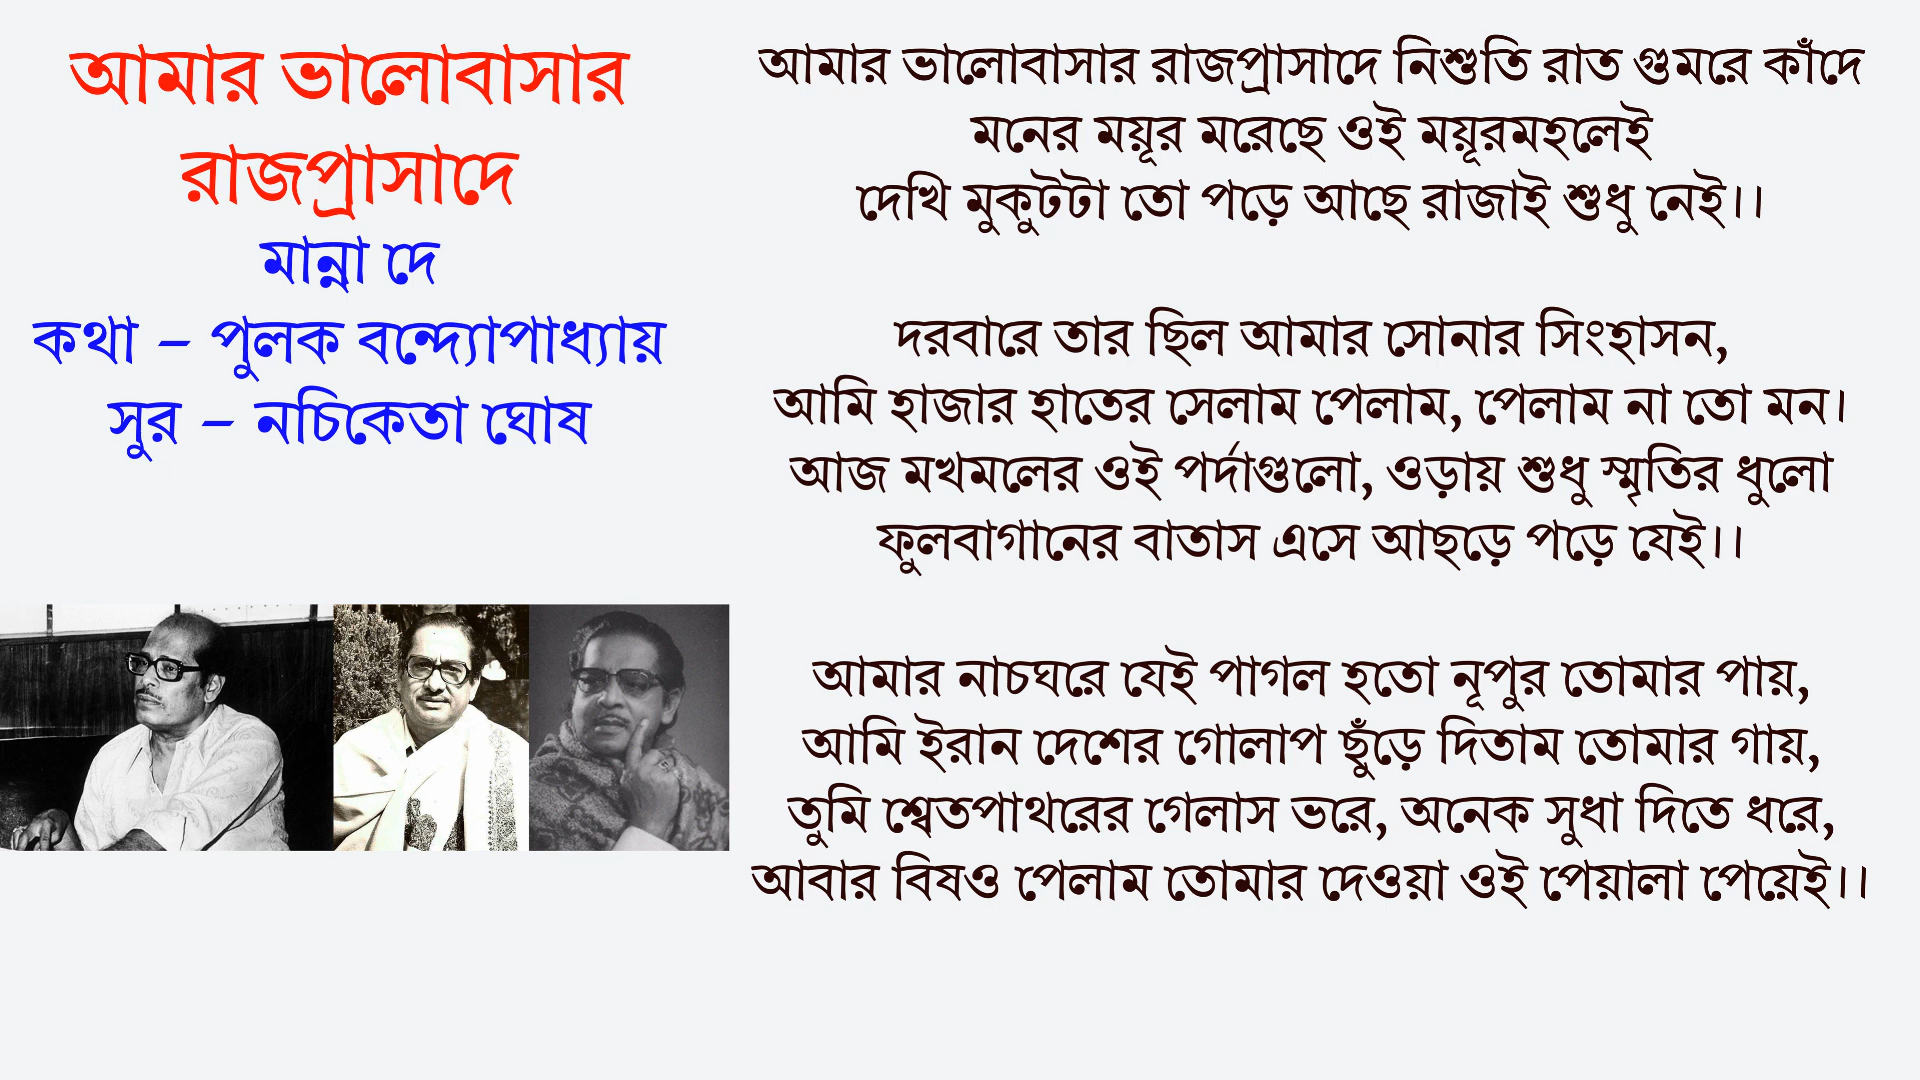 আমার ভালোবাসার
রাজপ্রাসাদে
মান্না দে
কথা – পুলক বন্দ্যোপাধ্যায়
সুর – নচিকেতা ঘোষ
আমার ভালোবাসার রাজপ্রাসাদে নিশুতি রাত গুমরে কাঁদে
মনের ময়ূর মরেছে ওই ময়ূরমহলেই
দেখি মুকুটটা তো পড়ে আছে রাজাই শুধু নেই।।
দরবারে তার ছিল আমার সোনার সিংহাসন,
আমি হাজার হাতের সেলাম পেলাম, পেলাম না তো মন।
আজ মখমলের ওই পর্দাগুলো, ওড়ায় শুধু স্মৃতির ধুলো
ফুলবাগানের বাতাস এসে আছড়ে পড়ে যেই।।
আমার নাচঘরে যেই পাগল হতো নূপুর তোমার পায়,
আমি ইরান দেশের গোলাপ ছুঁড়ে দিতাম তোমার গায়,
তুমি শ্বেতপাথরের গেলাস ভরে, অনেক সুধা দিতে ধরে,
আবার বিষও পেলাম তোমার দেওয়া ওই পেয়ালা পেয়েই।।